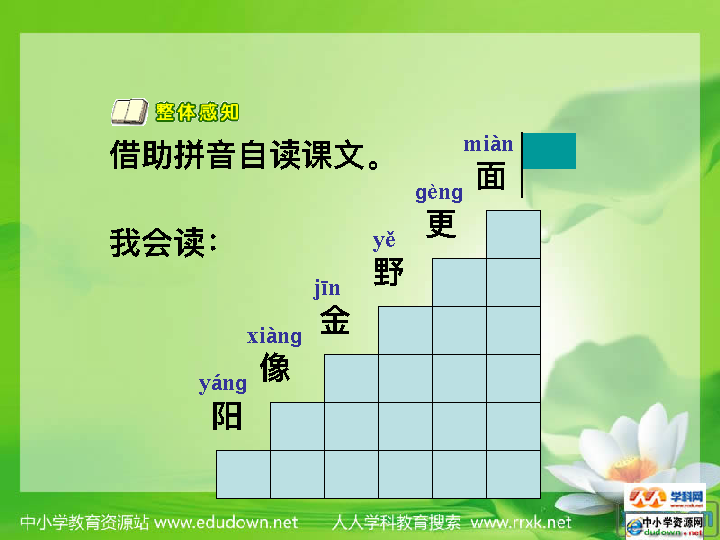 整体感知
借助拼音自读课文。
我会读：
miàn
面
gèng
更
yě
野
jīn
金
xiàng
像
yáng
阳
中小学教育资源站 www.edudown.net 人人学科教育搜索 www.rrxk.net
学科网
中小学资源网
dudown.net